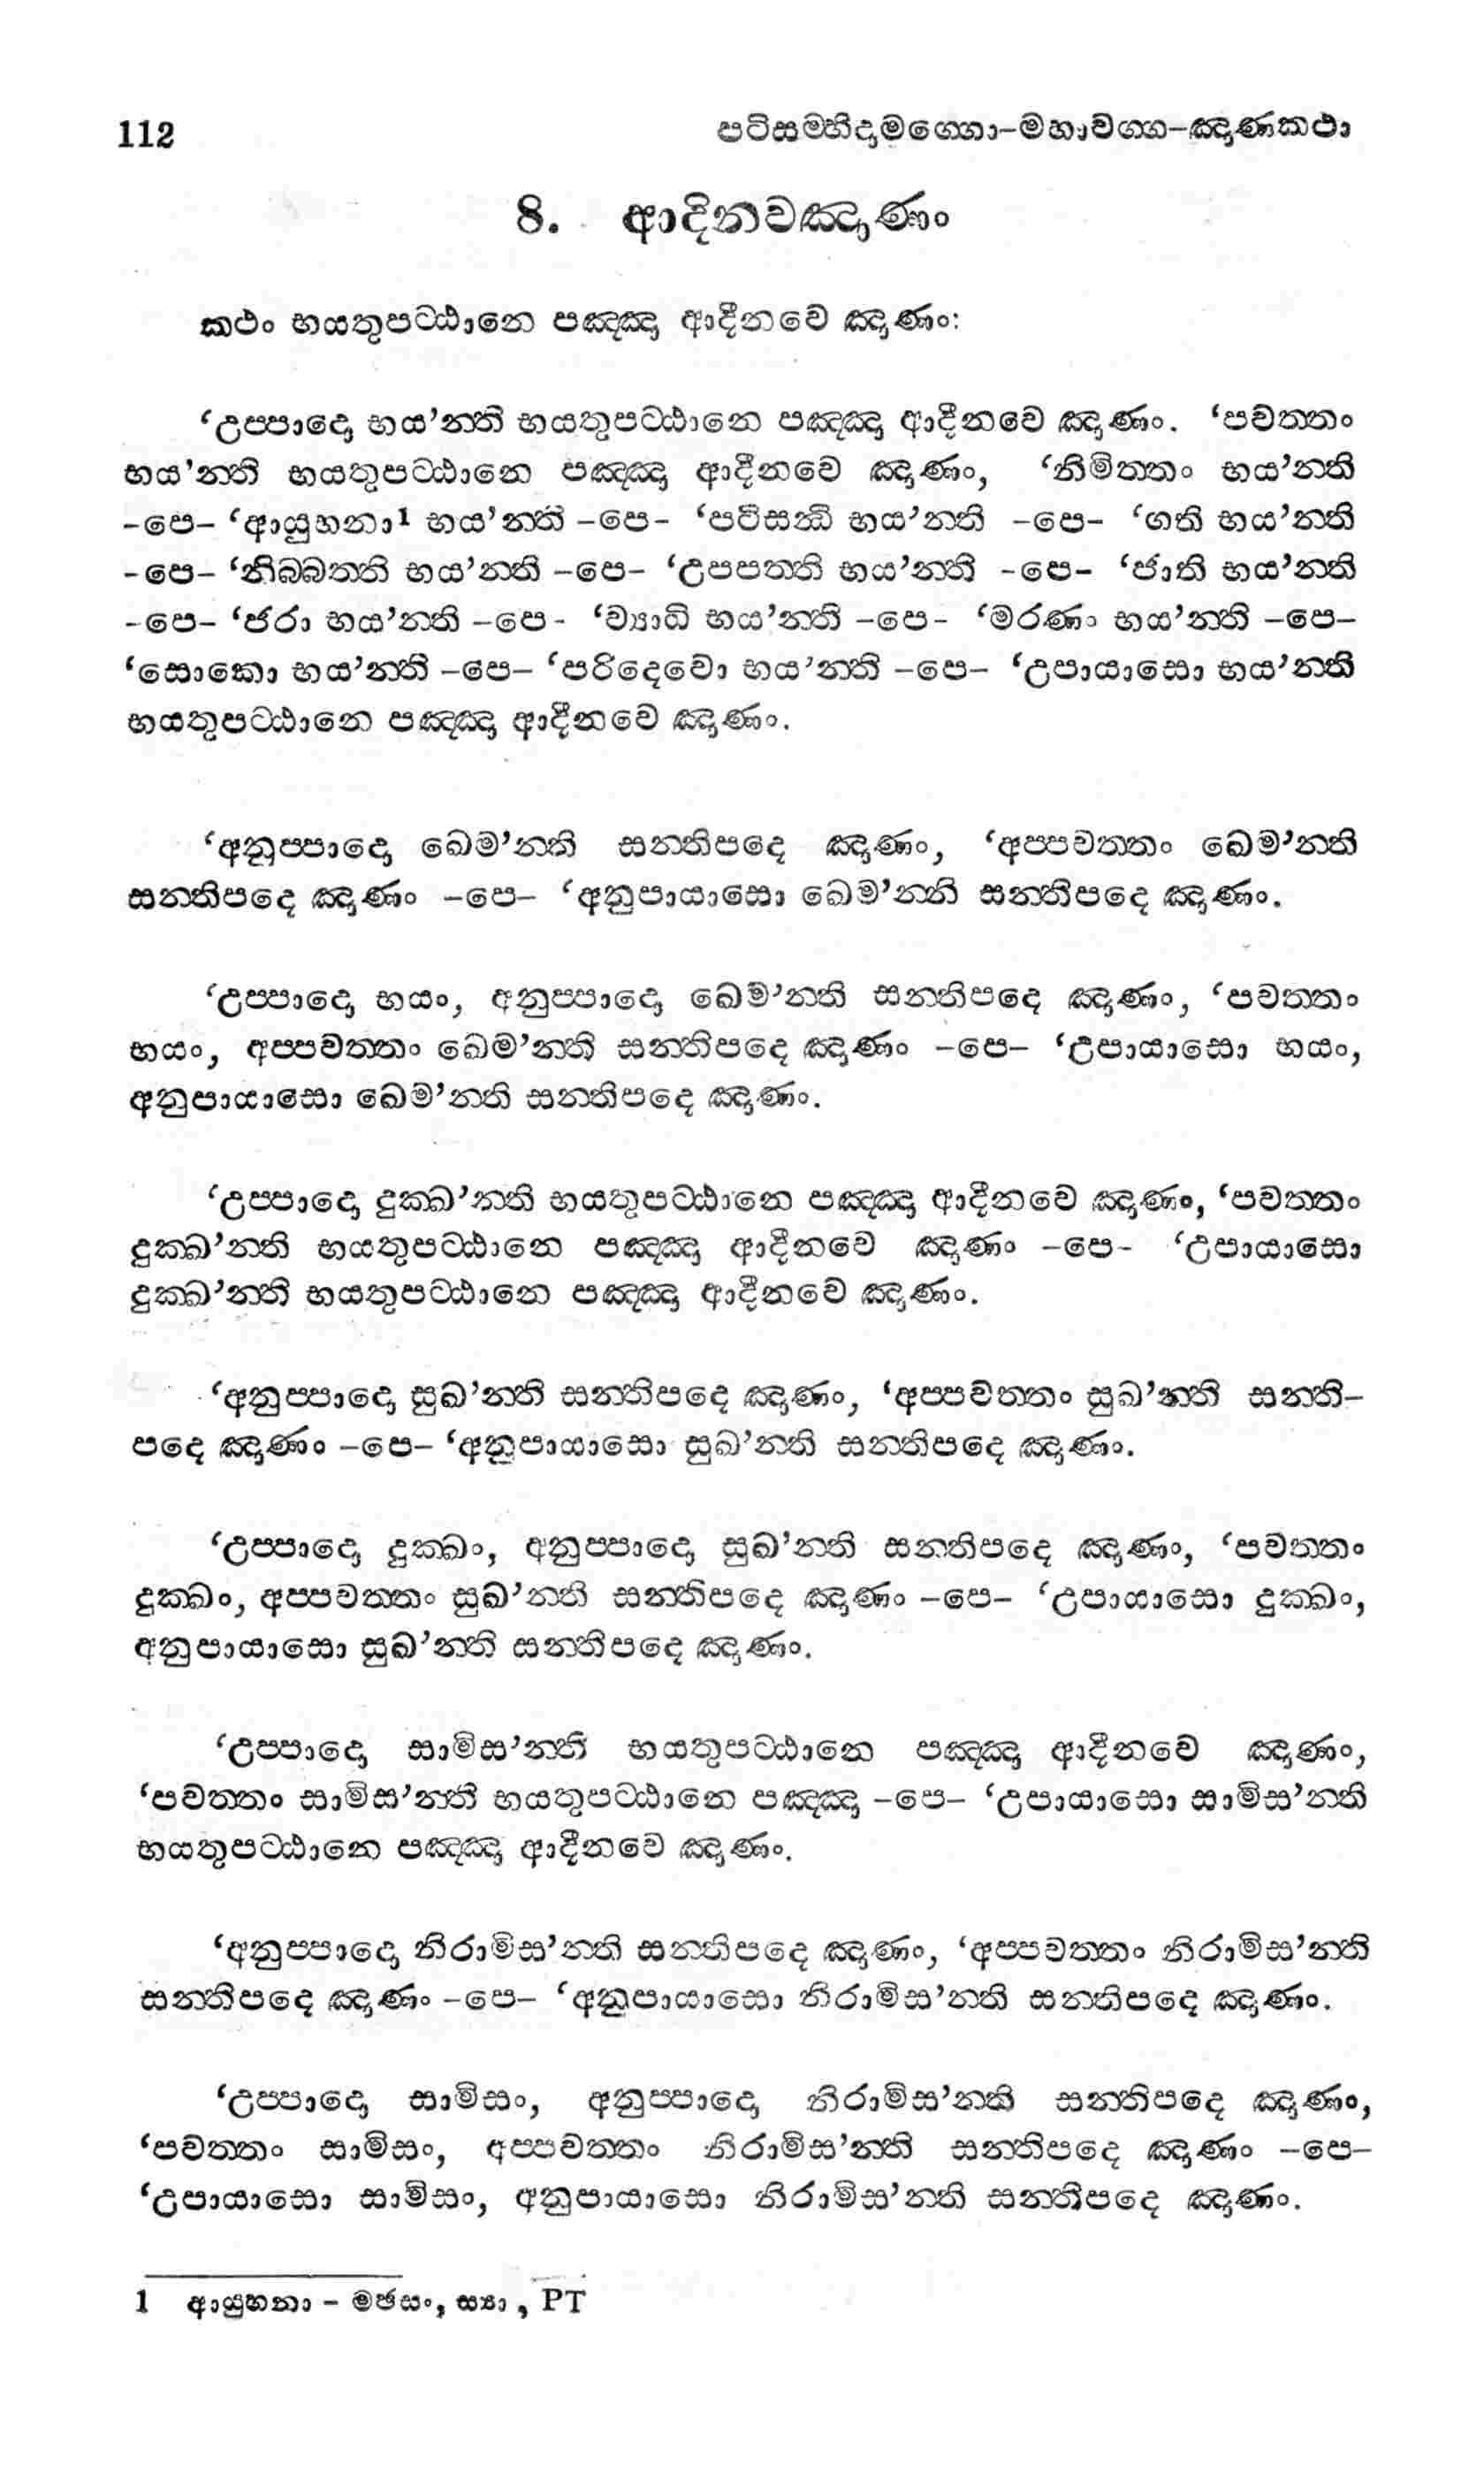 112 පටිසම්භිදාමග්ගො–මහාවග්ග–ඤාණකථා
8. ආදිනවඤාණං
කථං භයතුපට්ඨානෙ පඤ්ඤා ආදීනවෙ ඤාණං:
‘උප්පාදො භය’න්ති භයතුපට්ඨානෙ පඤ්ඤා ආදීනවෙ ඤාණං. ‘පවත්තං
භය’න්ති භයතුපට්ඨානෙ පඤ්ඤා ආදීනවෙ ඤාණං, ‘නිමිත්තං භය’න්ති
–පෙ– ‘ආයුහනා1 භය’න්ති –පෙ– ‘පටිසන්ධි භය’න්ති –පෙ– ‘ගති භය’න්ති
–පෙ– ‘නිබ්බත්ති භය’න්ති –පෙ– ‘උපපත්ති භය’න්ති –පෙ– ‘ජාති භය’න්ති
–පෙ– ‘ජරා භය’න්ති –පෙ– ‘ව්‍යාධි භය’න්ති –පෙ– ‘මරණං භය’න්ති –පෙ–
‘සොකො භය’න්ති –පෙ– ‘පරිදෙවො භය’න්ති –පෙ– ‘උපායාසො භය’න්ති
භයතුපට්ඨානෙ පඤ්ඤා ආදීනවෙ ඤාණං.
‘අනුප්පාදො ඛෙම’න්ති සන්තිපදෙ ඤාණං, ‘අප්පවත්තං ඛෙම’න්ති
සන්තිපදෙ ඤාණං –පෙ– ‘අනුපායාසො ඛෙම’න්ති සන්තිපදෙ ඤාණං.
‘උප්පාදො භයං, අනුප්පාදො ඛෙම’න්ති සන්තිපදෙ ඤාණං, ‘පවත්තං
භයං, අප්පවත්තං ඛෙම’න්ති සන්තිපදෙ ඤාණං –පෙ– ‘උපායාසො භයං,
අනුපායාසො ඛෙම’න්ති සන්තිපදෙ ඤාණං.
‘උප්පාදො දුක්ඛ’න්ති භයතුපට්ඨානෙ පඤ්ඤා ආදීනවෙ ඤාණං, ‘පවත්තං
දුක්ඛ’න්ති භයතුපට්ඨානෙ පඤ්ඤා ආදීනවෙ ඤාණං –පෙ– ‘උපායාසො
දුක්ඛ’න්ති භයතුපට්ඨානෙ පඤ්ඤා ආදීනවෙ ඤාණං.
‘අනුප්පාදො සුඛ’න්ති සන්තිපදෙ ඤාණං, ‘අප්පවත්තං සුඛ’න්ති සන්ති–
පදෙ ඤාණං –පෙ– ‘අනුපායාසො සුඛ’න්ති සන්තිපදෙ ඤාණං.
‘උප්පාදො දුක්ඛං, අනුප්පාදො සුඛ’න්ති සන්තිපදෙ ඤාණං, ‘පවත්තං
දුක්ඛං, අප්පවත්තං සුඛ’න්ති සන්තිපදෙ ඤාණං –පෙ– ‘උපායාසො දුක්ඛං,
අනුපායාසො සුඛ’න්ති සන්තිපදෙ ඤාණං.
‘උප්පාදො සාමිස’න්ති භයතුපට්ඨානෙ පඤ්ඤා ආදීනවෙ ඤාණං,
‘පවත්තං සාමිස’න්ති භයතුපට්ඨානෙ පඤ්ඤා –පෙ– ‘උපායාසො සාමිස’න්ති
භයතුපට්ඨානෙ පඤ්ඤා ආදීනවෙ ඤාණං.
‘අනුප්පාදො නිරාමිස’න්ති සන්තිපදෙ ඤාණං, ‘අප්පවත්තං නිරාමිස’න්ති
සන්තිපදෙ ඤාණං –පෙ– ‘අනුපායාසො නිරාමිස’න්ති සන්තිපදෙ ඤාණං.
‘උප්පාදො සාමිසං, අනුප්පාදො නිරාමිස’න්ති සන්තිපදෙ ඤාණං,
‘පවත්තං සාමිසං, අප්පවත්තං නිරාමිස’න්ති සන්තිපදෙ ඤාණං –පෙ–
‘උපායාසො සාමිසං, අනුපායාසො නිරාමිස’න්ති සන්තිපදෙ ඤාණං.
1 ආයුහනා – මඡසං, ස්‍යා, PT